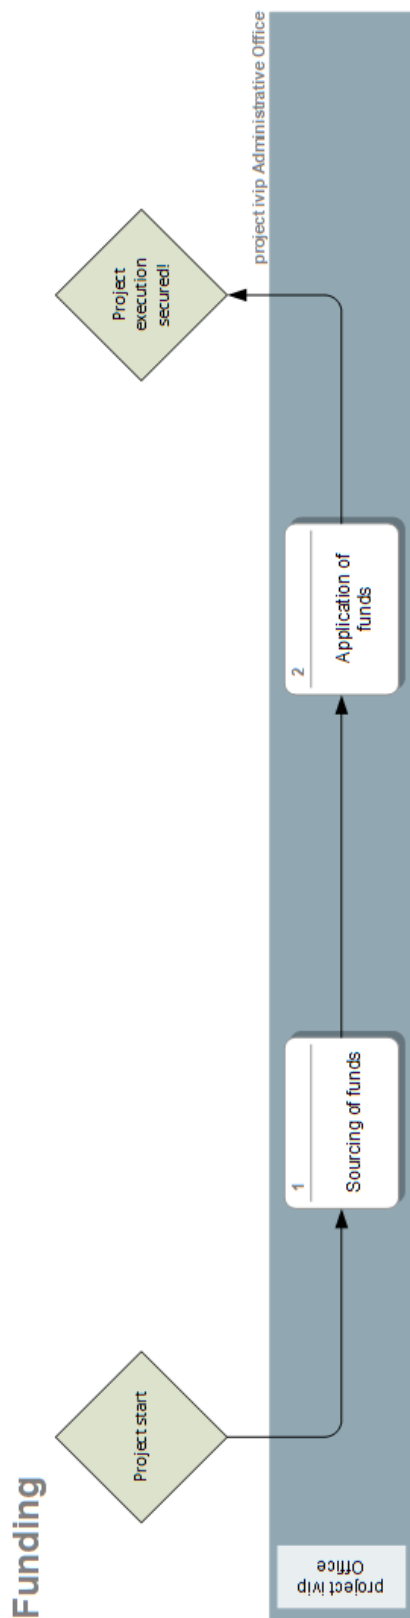 Funding
project ivip Administrative Office
Project start
Project
execution
secured!
project ivip
Office
1
Sourcing of funds
2
Application of
funds